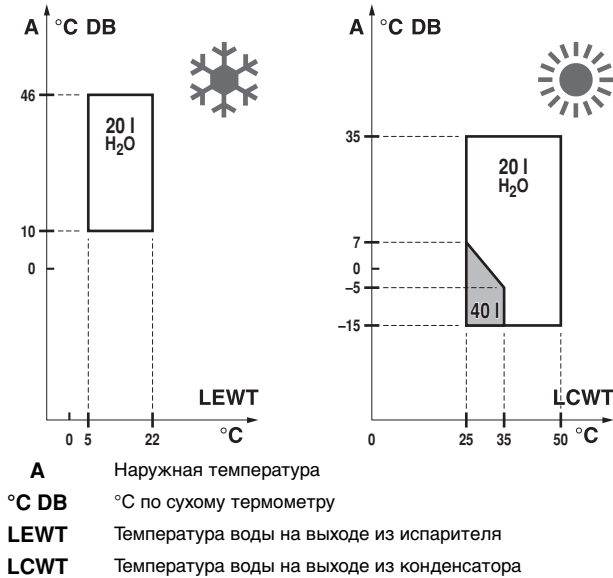 A °C DB
46
20 l
H₂O
10
0
LEWT
0 5 22 °C
A °C DB
35
20 l
H₂O
7
0
–5
40 l
–15
LCWT
0 25 35 50 °C
A Наружная температура
°C DB °C по сухому термометру
LEWT Температура воды на выходе из испарителя
LCWT Температура воды на выходе из конденсатора